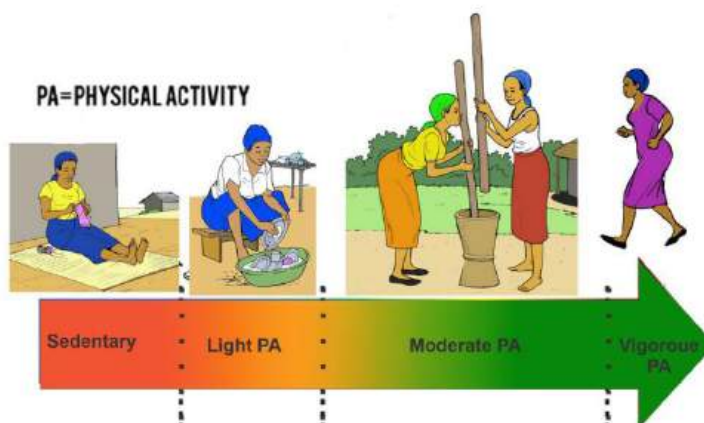 PA=PHYSICAL ACTIVITY
Sedentary
Light PA
Moderate PA
Vigoroue
PA